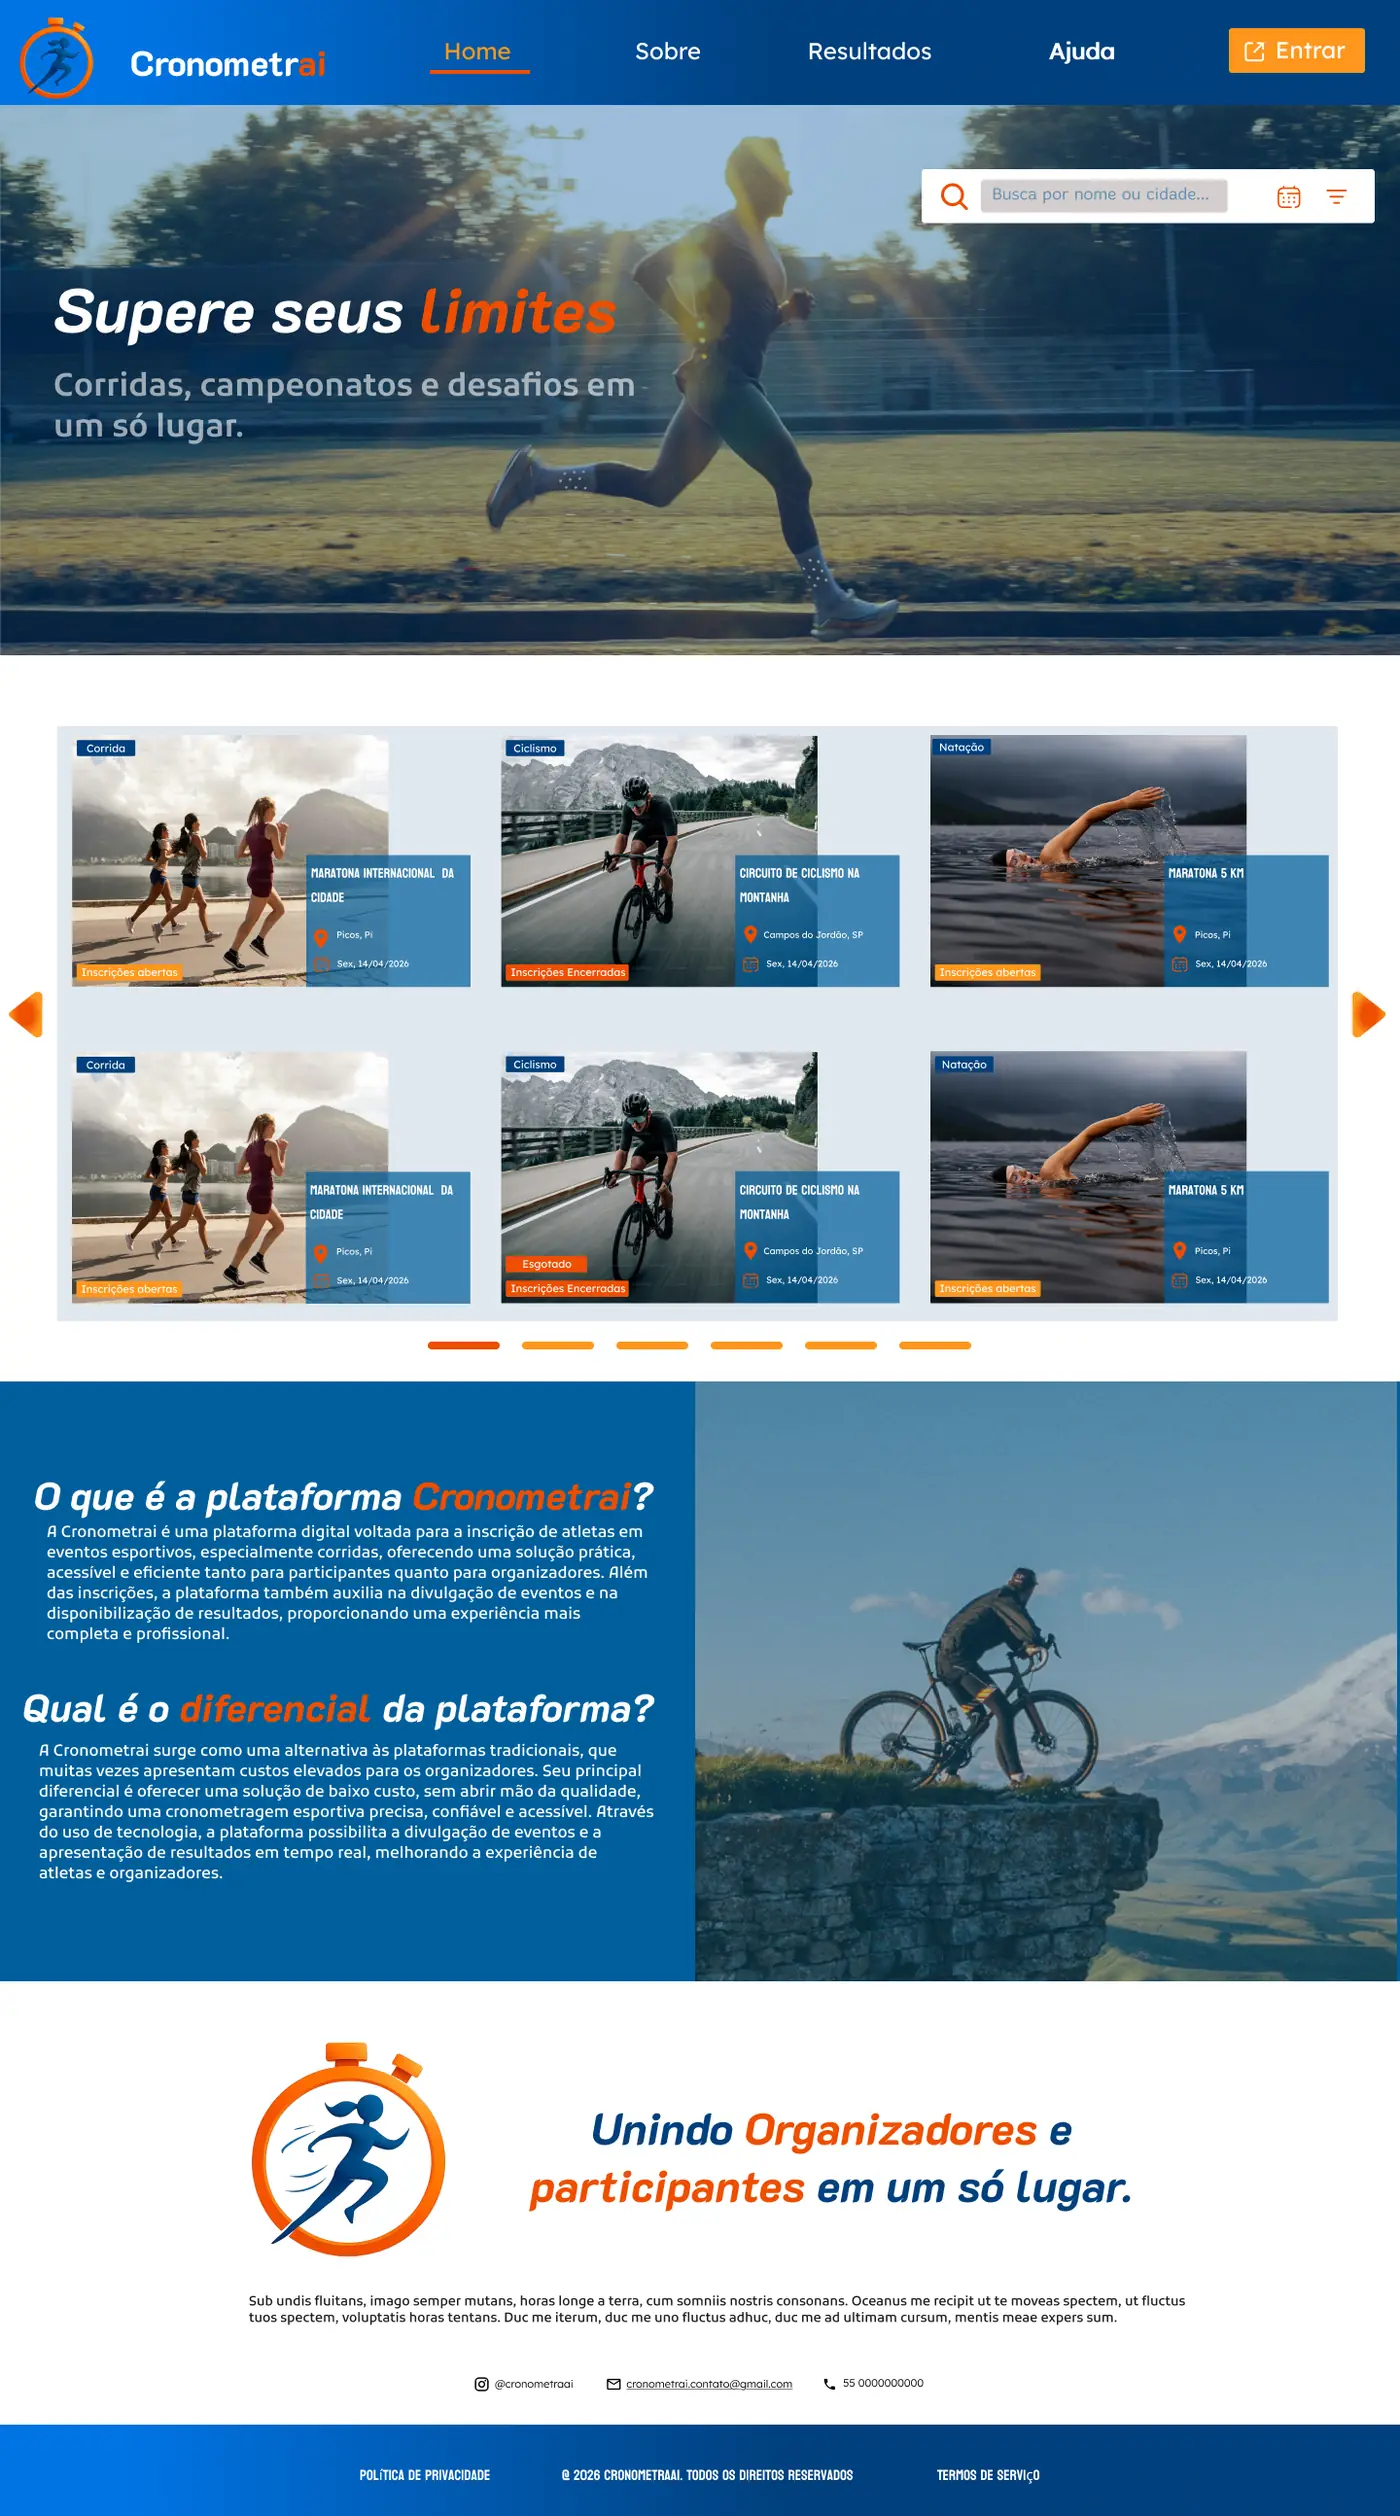 Cronometrai
Home
Sobre
Resultados
Ajuda
Entrar
Busca por nome ou cidade...
Supere seus limites
Corridas, campeonatos e desafios em
um só lugar.
Corrida
MARATONA INTERNACIONAL DA
CIDADE
Picos, Pi
Sex, 14/04/2026
Inscrições abertas
Ciclismo
CIRCUITO DE CICLISMO NA
MONTANHA
Campos do Jordão, SP
Sex, 14/04/2026
Inscrições Encerradas
Natação
MARATONA 5 KM
Picos, Pi
Sex, 14/04/2026
Inscrições abertas
Corrida
MARATONA INTERNACIONAL DA
CIDADE
Picos, Pi
Sex, 14/04/2026
Inscrições abertas
Ciclismo
CIRCUITO DE CICLISMO NA
MONTANHA
Campos do Jordão, SP
Esgotado
Sex, 14/04/2026
Inscrições Encerradas
Natação
MARATONA 5 KM
Picos, Pi
Sex, 14/04/2026
Inscrições abertas
O que é a plataforma Cronometrai?
A Cronometrai é uma plataforma digital voltada para a inscrição de atletas em
eventos esportivos, especialmente corridas, oferecendo uma solução prática,
acessível e eficiente tanto para participantes quanto para organizadores. Além
das inscrições, a plataforma também auxilia na divulgação de eventos e na
disponibilização de resultados, proporcionando uma experiência mais
completa e profissional.
Qual é o diferencial da plataforma?
A Cronometrai surge como uma alternativa às plataformas tradicionais, que
muitas vezes apresentam custos elevados para os organizadores. Seu principal
diferencial é oferecer uma solução de baixo custo, sem abrir mão da qualidade,
garantindo uma cronometragem esportiva precisa, confiável e acessível. Através
do uso de tecnologia, a plataforma possibilita a divulgação de eventos e a
apresentação de resultados em tempo real, melhorando a experiência de
atletas e organizadores.
Unindo Organizadores e
participantes em um só lugar.
Sub undis fluitans, imago semper mutans, horas longe a terra, cum somniis nostris consonans. Oceanus me recipit ut te moveas spectem, ut fluctus
tuos spectem, voluptatis horas tentans. Duc me iterum, duc me uno fluctus adhuc, duc me ad ultimam cursum, mentis meae expers sum.
@cronometraai
cronometrai.contato@gmail.com
55 0000000000
POLÍTICA DE PRIVACIDADE
@ 2026 CRONOMETRAAI. TODOS OS DIREITOS RESERVADOS
TERMOS DE SERVIÇO